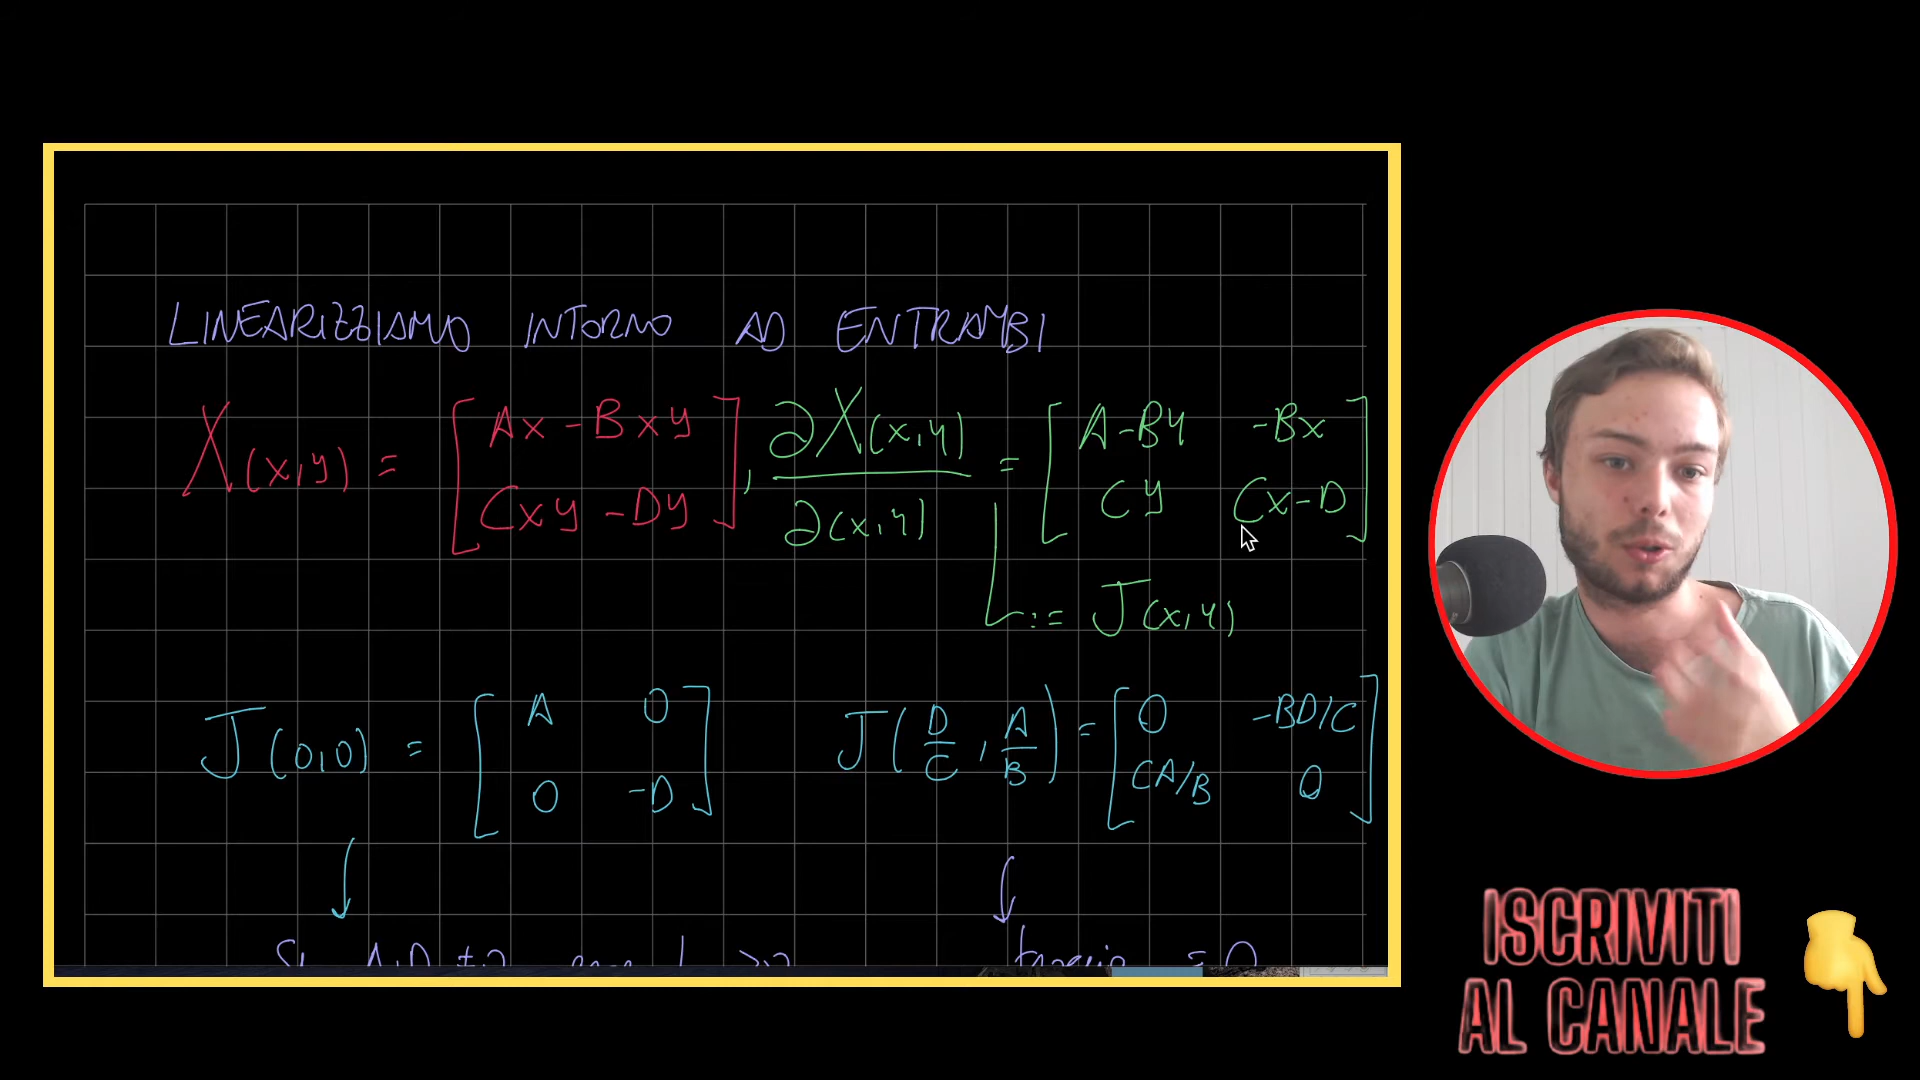 LINEARIZZIAMO INTORNO AD ENTRAMBI
X(x,y) = [Ax - Bxy
Cxy - Dy], ∂X(x,y)/∂(x,y) = [A-By -Bx
Cy Cx-D]
:= J(x,y)
J(0,0) = [A 0
0 -D]
J(D/C, A/B) = [0 -BD/C
CA/B 0]
= 0
ISCRIVITI
AL CANALE